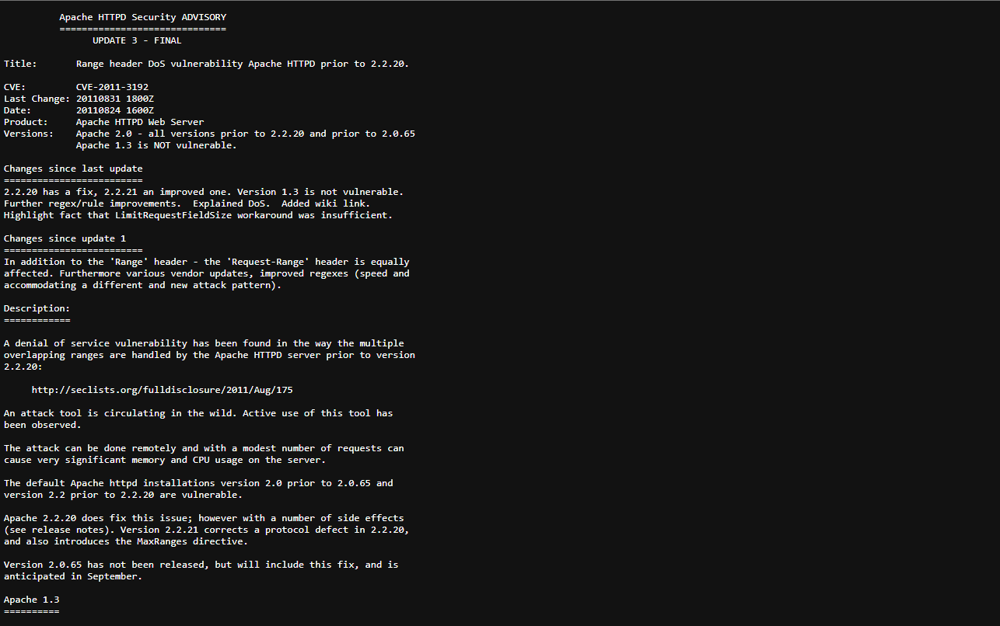 Apache HTTPD Security ADVISORY
==============================
UPDATE 3 - FINAL
Title: Range header DoS vulnerability Apache HTTPD prior to 2.2.20.
CVE: CVE-2011-3192
Last Change: 20110831 1800Z
Date: 20110824 1600Z
Product: Apache HTTPD Web Server
Versions: Apache 2.0 - all versions prior to 2.2.20 and prior to 2.0.65
Apache 1.3 is NOT vulnerable.
Changes since last update
=========================
2.2.20 has a fix, 2.2.21 an improved one. Version 1.3 is not vulnerable.
Further regex/rule improvements. Explained DoS. Added wiki link.
Highlight fact that LimitRequestFieldSize workaround was insufficient.
Changes since update 1
=========================
In addition to the 'Range' header - the 'Request-Range' header is equally
affected. Furthermore various vendor updates, improved regexes (speed and
accommodating a different and new attack pattern).
Description:
============
A denial of service vulnerability has been found in the way the multiple
overlapping ranges are handled by the Apache HTTPD server prior to version
2.2.20:
http://seclists.org/fulldisclosure/2011/Aug/175
An attack tool is circulating in the wild. Active use of this tool has
been observed.
The attack can be done remotely and with a modest number of requests can
cause very significant memory and CPU usage on the server.
The default Apache httpd installations version 2.0 prior to 2.0.65 and
version 2.2 prior to 2.2.20 are vulnerable.
Apache 2.2.20 does fix this issue; however with a number of side effects
(see release notes). Version 2.2.21 corrects a protocol defect in 2.2.20,
and also introduces the MaxRanges directive.
Version 2.0.65 has not been released, but will include this fix, and is
anticipated in September.
Apache 1.3
==========